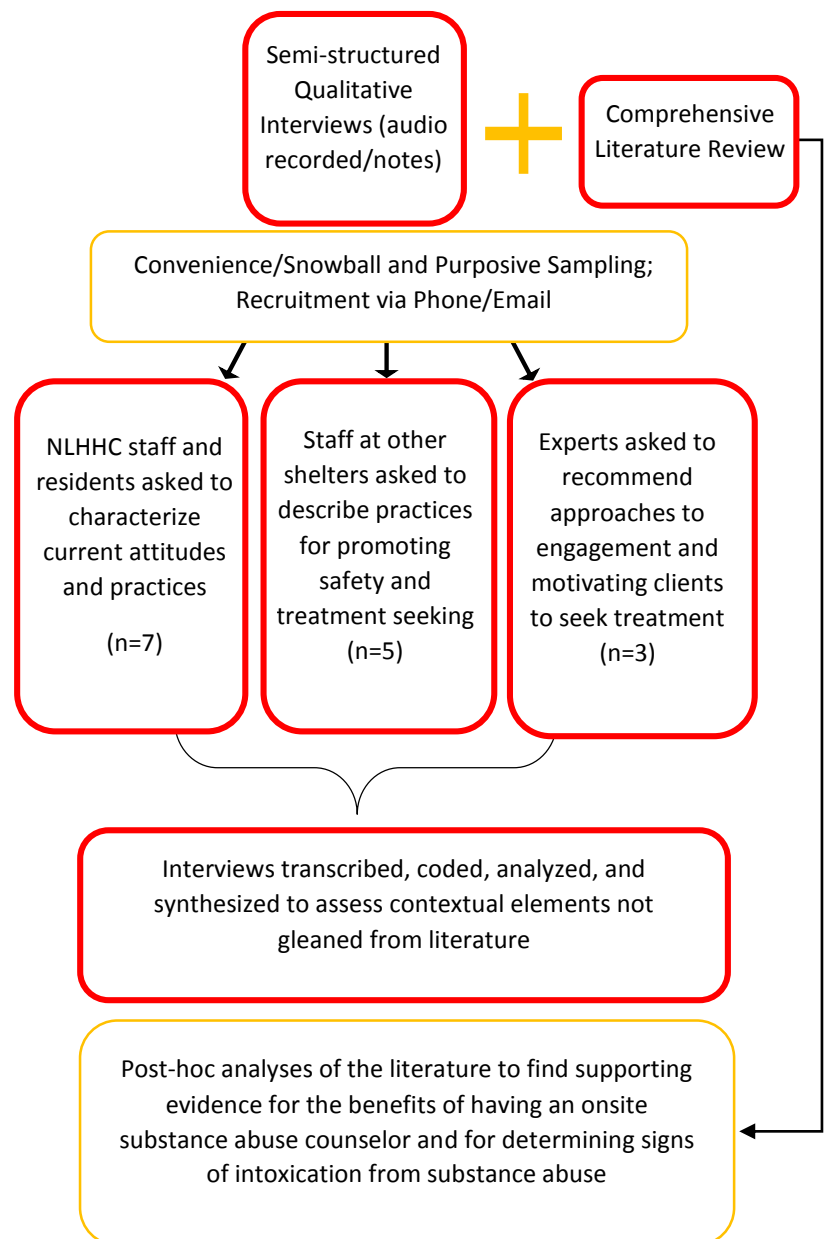 Semi-structured
Qualitative
Interviews (audio
recorded/notes)
Comprehensive
Literature Review
Convenience/Snowball and Purposive Sampling;
Recruitment via Phone/Email
NLHHC staff and
residents asked to
characterize
current attitudes
and practices
(n=7)
Staff at other
shelters asked to
describe practices
for promoting
safety and
treatment seeking
(n=5)
Experts asked to
recommend
approaches to
engagement and
motivating clients
to seek treatment
(n=3)
Interviews transcribed, coded, analyzed, and
synthesized to assess contextual elements not
gleaned from literature
Post-hoc analyses of the literature to find supporting
evidence for the benefits of having an onsite
substance abuse counselor and for determining signs
of intoxication from substance abuse